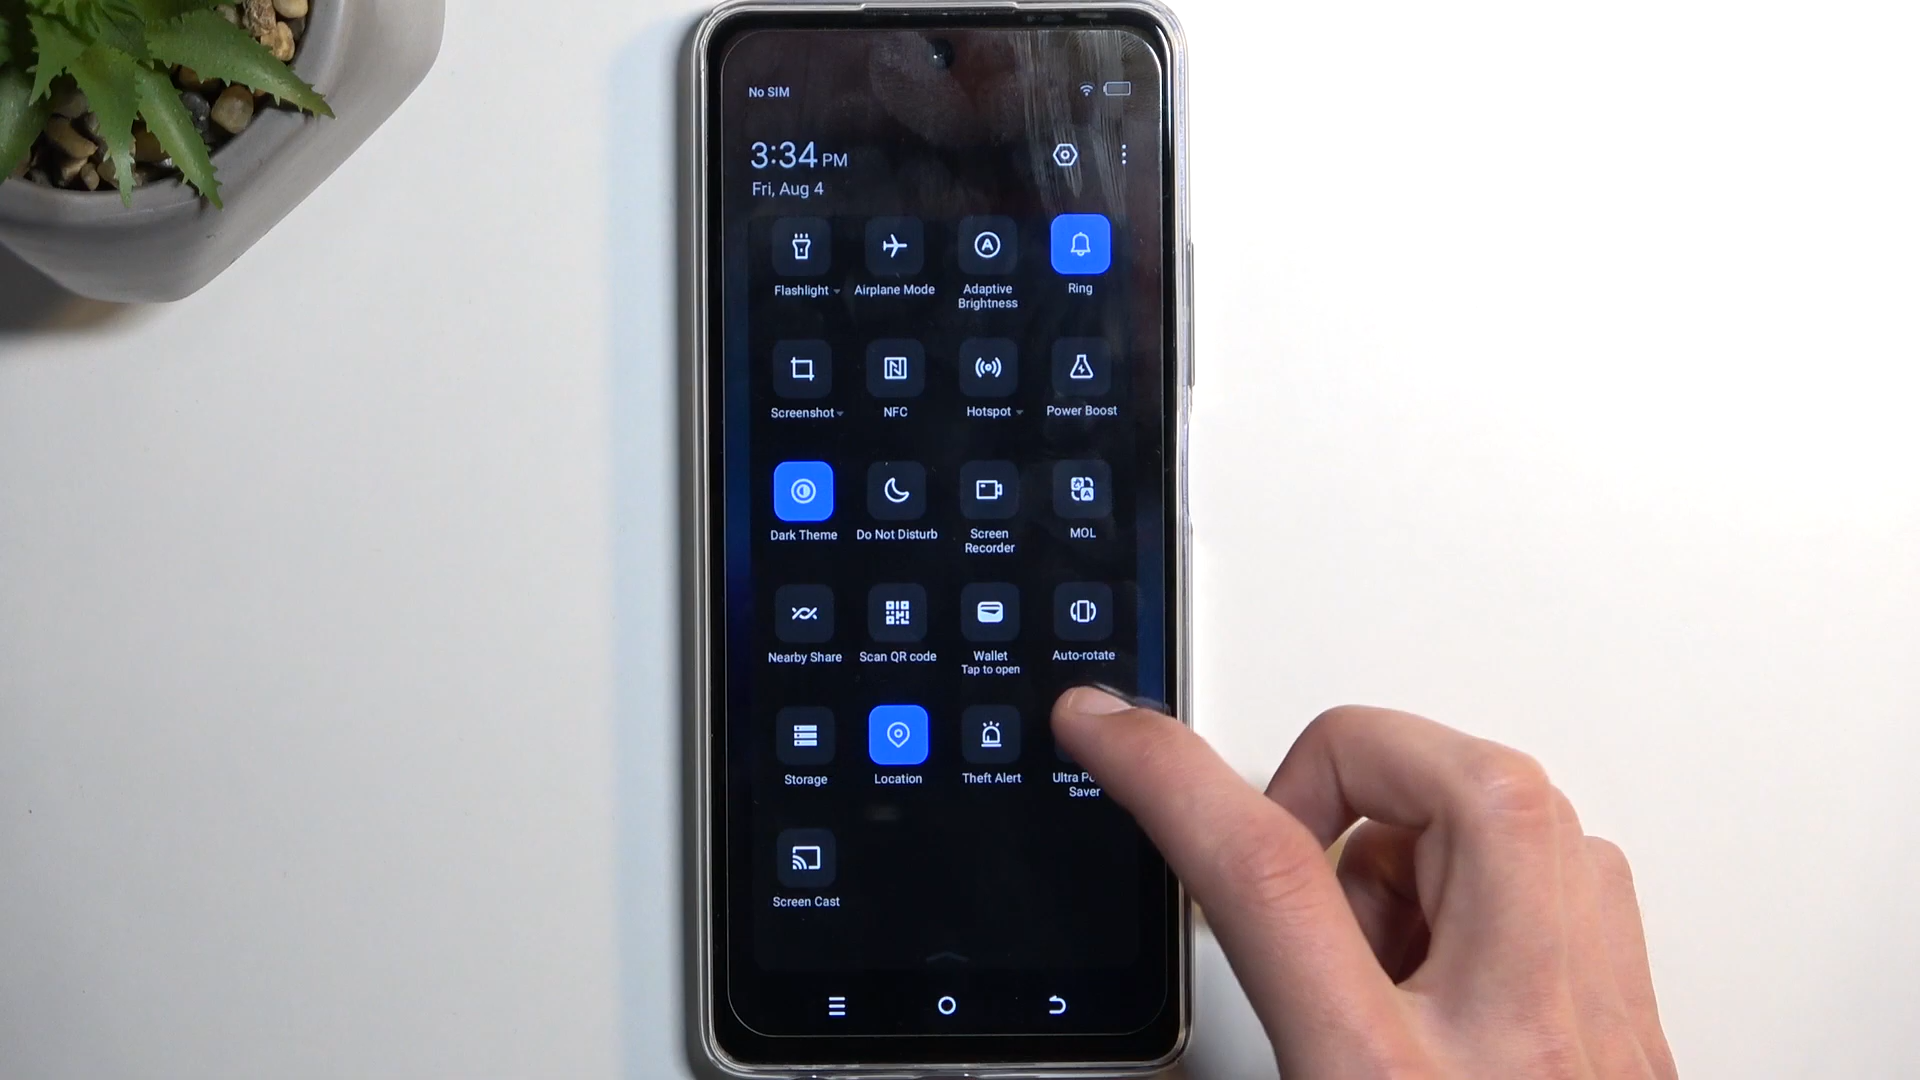 No SIM
3:34 PM
Fri, Aug 4
Flashlight
Airplane Mode
Adaptive
Brightness
Ring
Screenshot
NFC
Hotspot
Power Boost
Dark Theme
Do Not Disturb
Screen
Recorder
MOL
Nearby Share
Scan QR code
Wallet
Tap to open
Auto-rotate
Storage
Location
Theft Alert
Ultra
Saver
Screen Cast